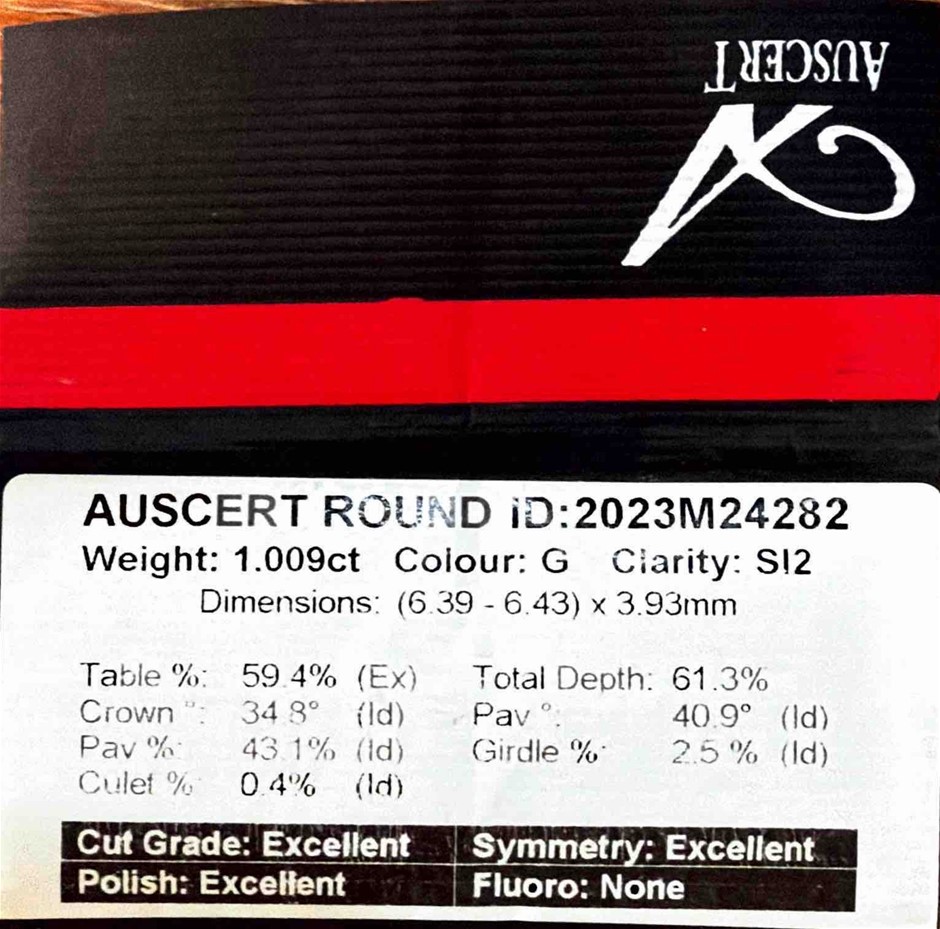 AUSCERT
AUSCERT ROUND ID:2023M24282
Weight: 1.009ct Colour: G Clarity: SI2
Dimensions: (6.39 - 6.43) x 3.93mm
Table %: 59.4% (Ex) Total Depth: 61.3%
Crown °: 34.8° (Id) Pav °: 40.9° (Id)
Pav %: 43.1% (Id) Girdle %: 2.5 % (Id)
Culet % 0.4% (Id)
Cut Grade: Excellent Symmetry: Excellent
Polish: Excellent Fluoro: None